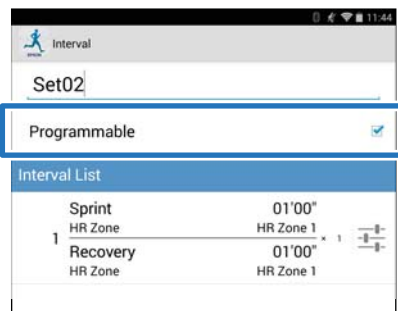 11:44
Interval
EPSON
Set02
Programmable
Interval List
1
Sprint 01'00"
HR Zone HR Zone 1
× 1
Recovery 01'00"
HR Zone HR Zone 1